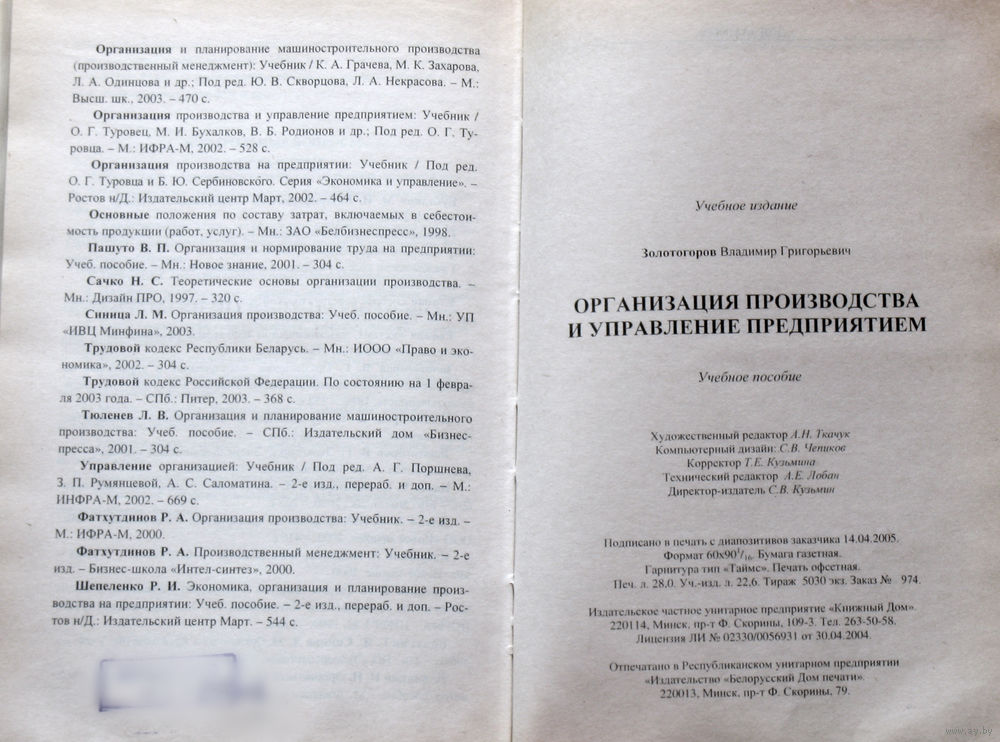 Организация и планирование машиностроительного производства
(производственный менеджмент): Учебник / К. А. Грачева, М. К. Захарова,
Л. А. Одинцова и др.; Под ред. Ю. В. Скворцова, Л. А. Некрасова. – М.:
Высш. шк., 2003. – 470 с.
Организация производства и управление предприятием: Учебник /
О. Г. Туровец, М. И. Бухалков, В. Б. Родионов и др.; Под ред. О. Г. Ту-
ровца. – М.: ИФРА-М, 2002. – 528 с.
Организация производства на предприятии: Учебник / Под ред.
О. Г. Туровца и Б. Ю. Сербиновского. Серия «Экономика и управление». –
Ростов н/Д.: Издательский центр Март, 2002. – 464 с.
Основные положения по составу затрат, включаемых в себестои-
мость продукции (работ, услуг). – Мн.: ЗАО «Белбизнеспресс», 1998.
Пашуто В. П. Организация и нормирование труда на предприятии:
Учеб. пособие. – Мн.: Новое знание, 2001. – 304 с.
Сачко Н. С. Теоретические основы организации производства. –
Мн.: Дизайн ПРО, 1997. – 320 с.
Синица Л. М. Организация производства: Учеб. пособие. – Мн.: УП
«ИВЦ Минфина», 2003.
Трудовой кодекс Республики Беларусь. – Мн.: ИООО «Право и эко-
номика», 2002. – 304 с.
Трудовой кодекс Российской Федерации. По состоянию на 1 февра-
ля 2003 года. – СПб.: Питер, 2003. – 368 с.
Тюленев Л. В. Организация и планирование машиностроительного
производства: Учеб. пособие. – СПб.: Издательский дом «Бизнес-
пресса», 2001. – 304 с.
Управление организацией: Учебник / Под ред. А. Г. Поршнева,
З. П. Румянцевой, А. С. Саломатина. – 2-е изд., перераб. и доп. – М.:
ИНФРА-М, 2002. – 669 с.
Фатхутдинов Р. А. Организация производства: Учебник. – 2-е изд. –
М.: ИФРА-М, 2000.
Фатхутдинов Р. А. Производственный менеджмент: Учебник. – 2-е
изд. – Бизнес-школа «Интел-синтез», 2000.
Шепеленко Р. И. Экономика, организация и планирование произ-
водства на предприятии: Учеб. пособие. – 2-е изд., перераб. и доп. – Рос-
тов н/Д.: Издательский центр Март. – 544 с.
Учебное издание
Золотогоров Владимир Григорьевич
ОРГАНИЗАЦИЯ ПРОИЗВОДСТВА
И УПРАВЛЕНИЕ ПРЕДПРИЯТИЕМ
Учебное пособие
Художественный редактор А.Н. Ткачук
Компьютерный дизайн: С.В. Чепиков
Корректор Т.Е. Кузьмина
Технический редактор А.Е. Лобан
Директор-издатель С.В. Кузьмин
Подписано в печать с диапозитивов заказчика 14.04.2005.
Формат 60х90¹/₁₆. Бумага газетная.
Гарнитура тип «Таймс». Печать офсетная.
Печ. л. 28,0. Уч.-изд. л. 22,6. Тираж 5030 экз. Заказ № 974.
Издательское частное унитарное предприятие «Книжный Дом».
220114, Минск, пр-т Ф. Скорины, 109-3. Тел. 263-50-58.
Лицензия ЛИ № 02330/0056931 от 30.04.2004.
Отпечатано в Республиканском унитарном предприятии
«Издательство «Белорусский Дом печати».
220013, Минск, пр-т Ф. Скорины, 79.
www.ay.by